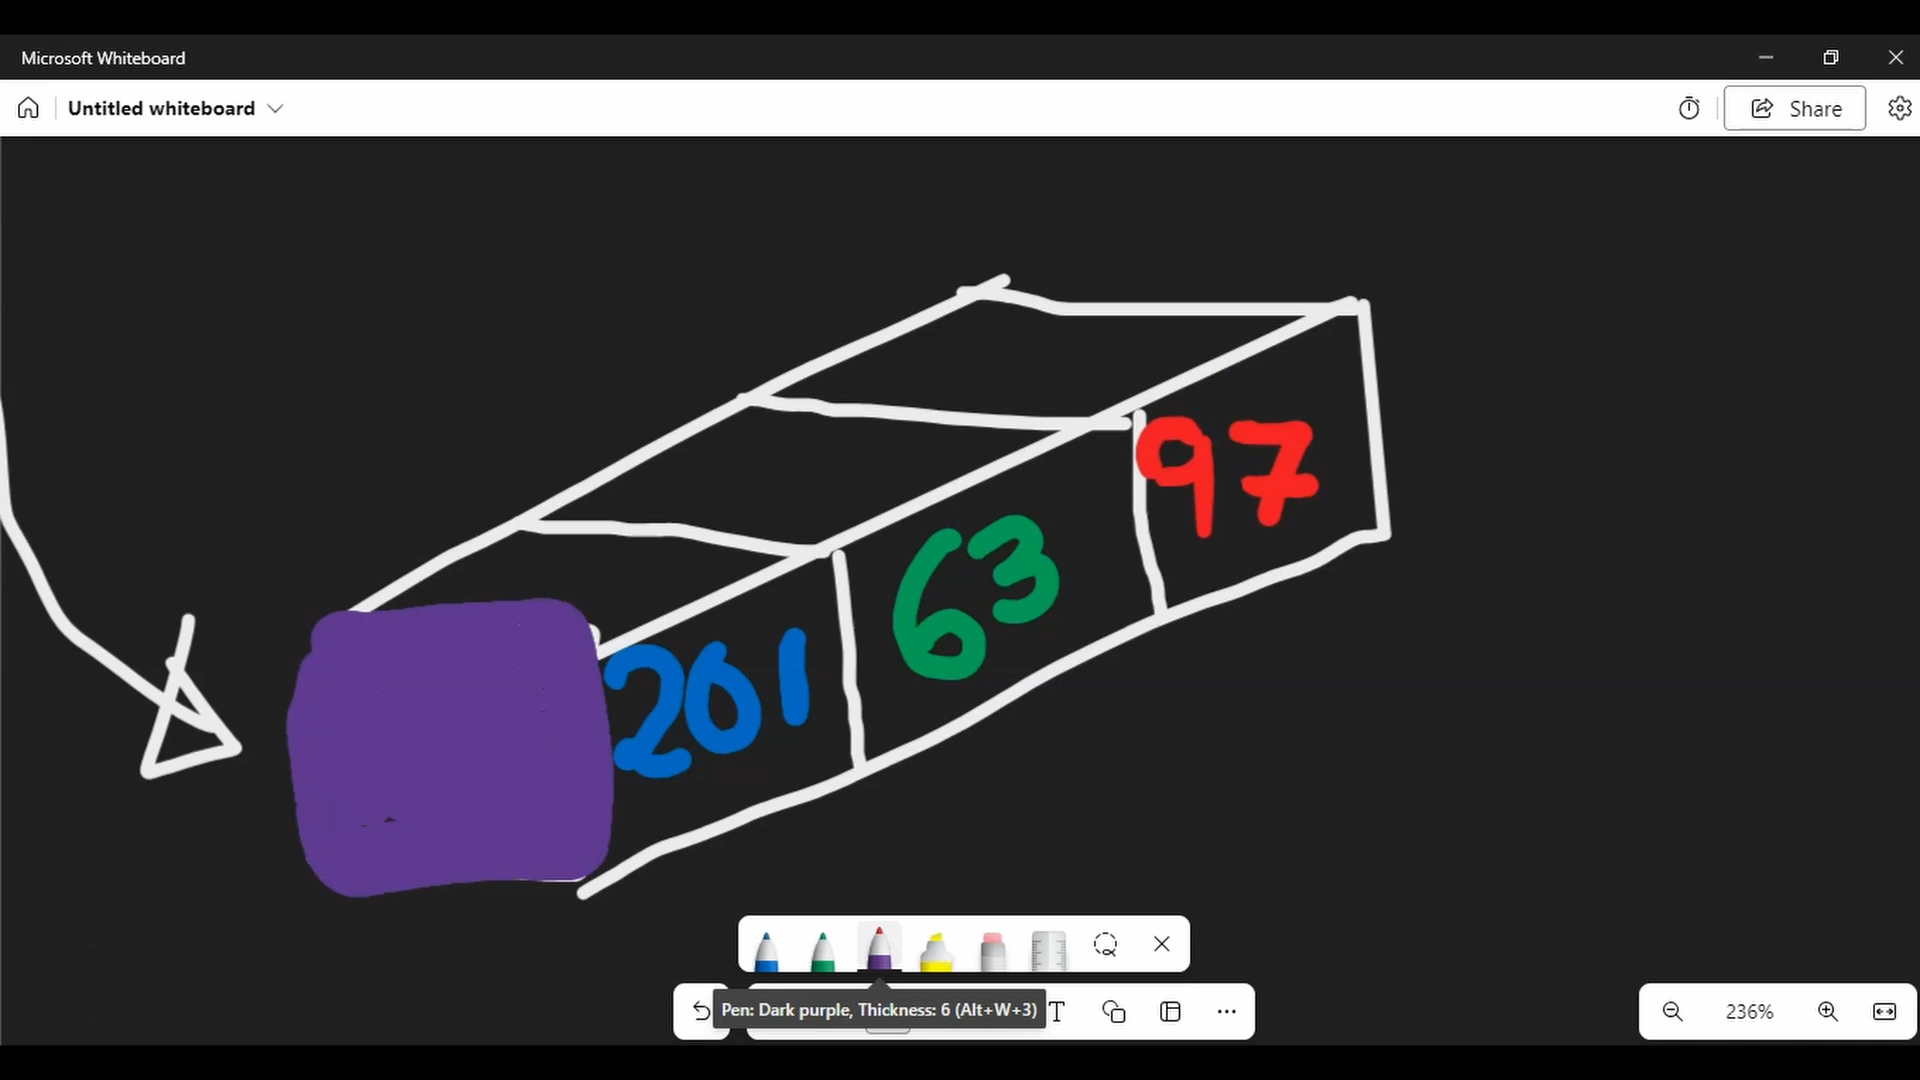 Microsoft Whiteboard
Untitled whiteboard
Share
97
63
201
Pen: Dark purple, Thickness: 6 (Alt+W+3)
T
236%